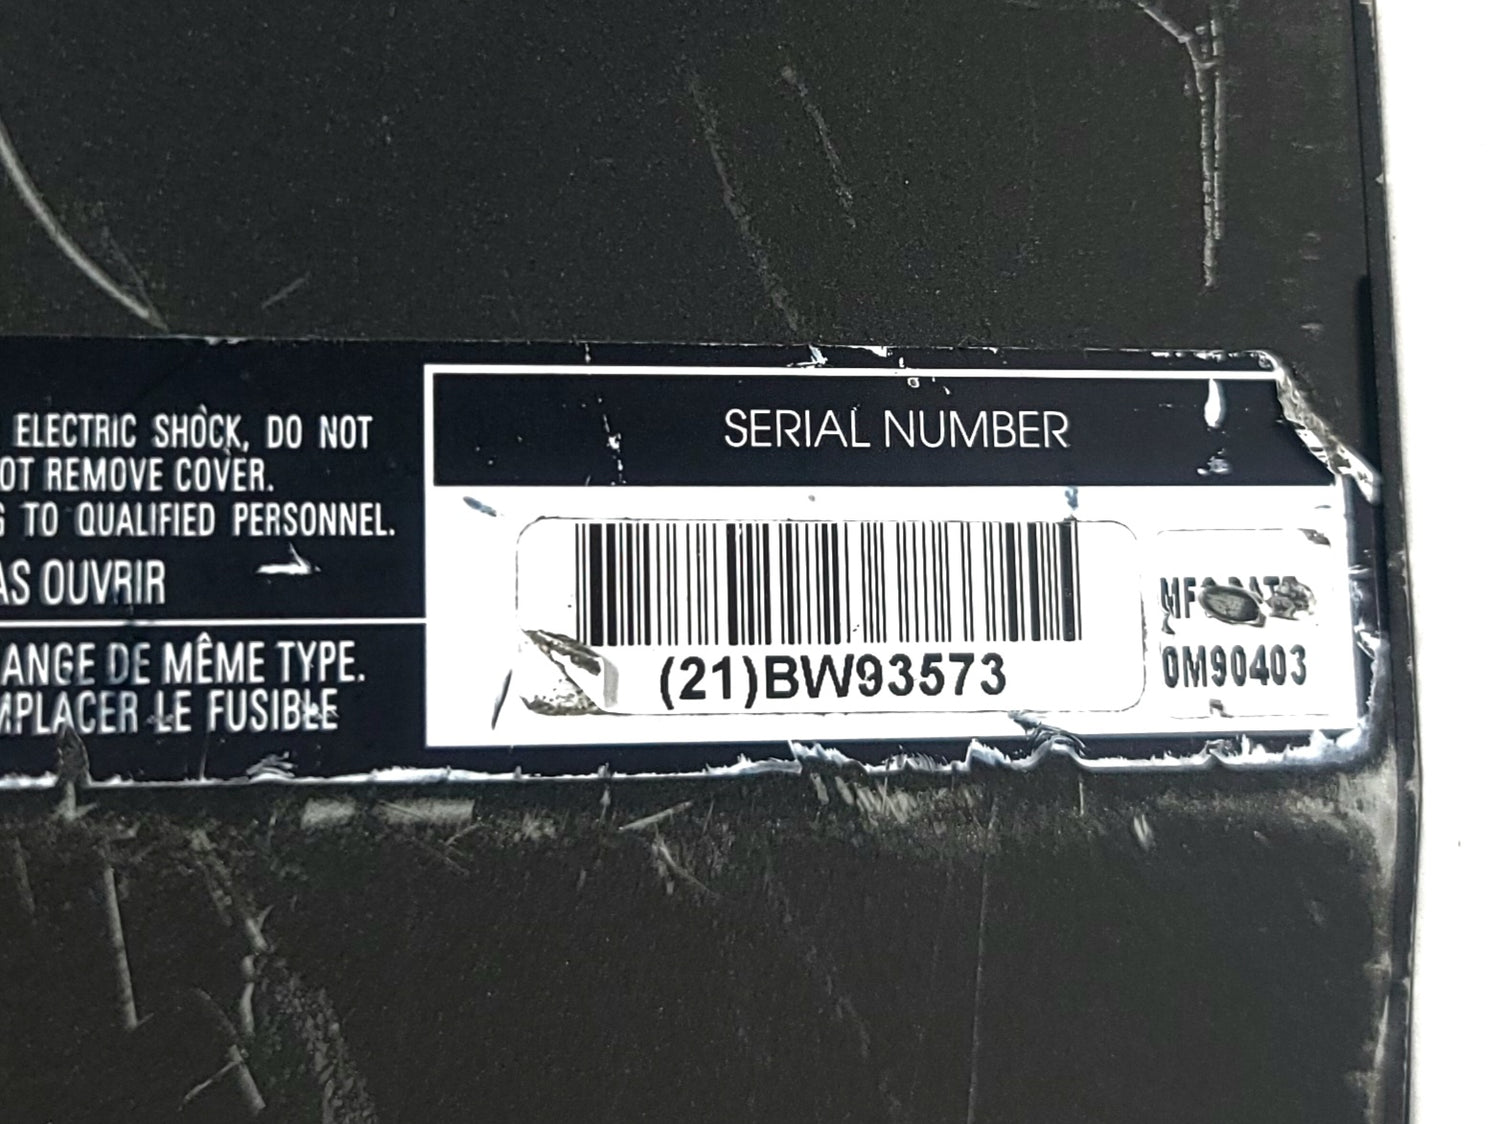 ELECTRIC SHOCK, DO NOT
OT REMOVE COVER.
G TO QUALIFIED PERSONNEL.
AS OUVRIR
ANGE DE MÊME TYPE.
MPLACER LE FUSIBLE
SERIAL NUMBER
(21)BW93573
0M90403